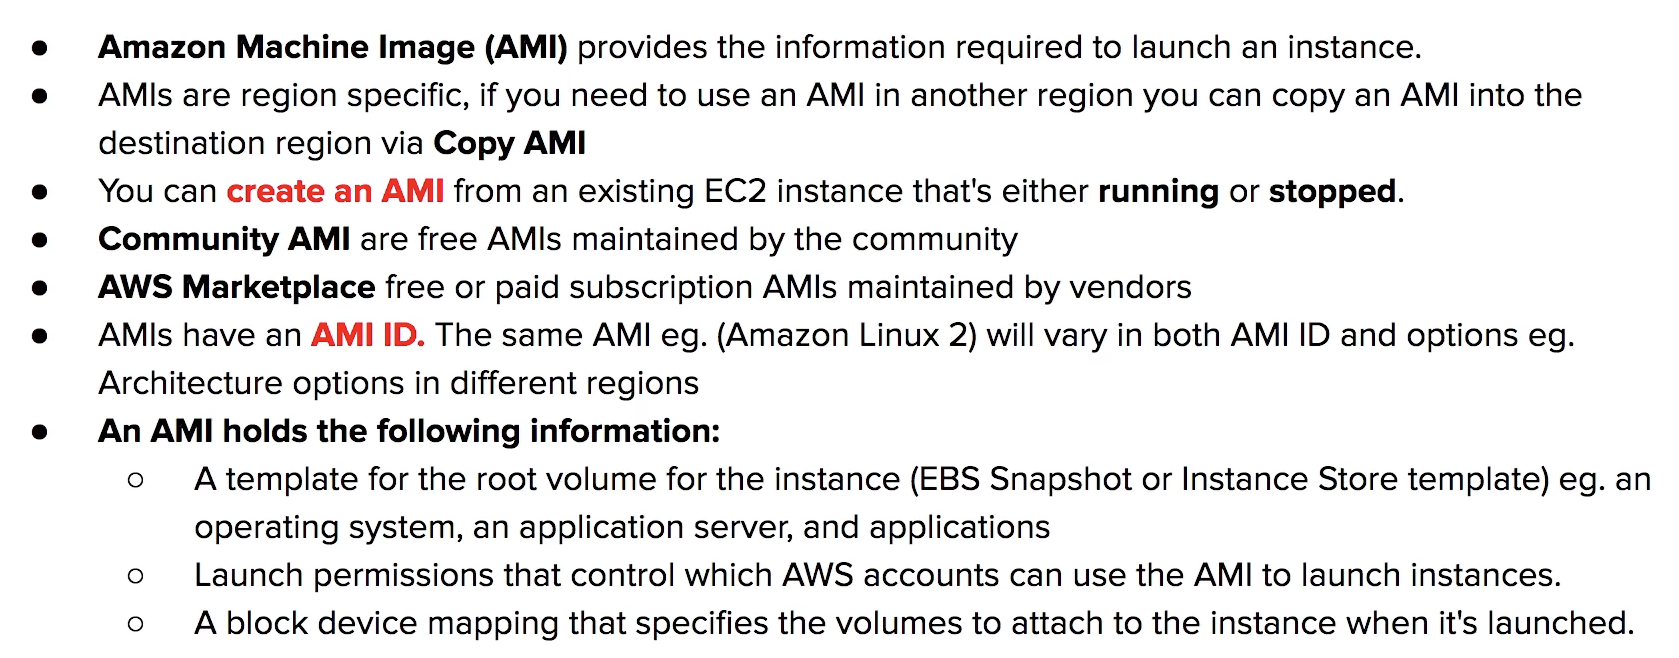 ● Amazon Machine Image (AMI) provides the information required to launch an instance.
● AMIs are region specific, if you need to use an AMI in another region you can copy an AMI into the
destination region via Copy AMI
● You can create an AMI from an existing EC2 instance that's either running or stopped.
● Community AMI are free AMIs maintained by the community
● AWS Marketplace free or paid subscription AMIs maintained by vendors
● AMIs have an AMI ID. The same AMI eg. (Amazon Linux 2) will vary in both AMI ID and options eg.
Architecture options in different regions
● An AMI holds the following information:
○ A template for the root volume for the instance (EBS Snapshot or Instance Store template) eg. an
operating system, an application server, and applications
○ Launch permissions that control which AWS accounts can use the AMI to launch instances.
○ A block device mapping that specifies the volumes to attach to the instance when it's launched.